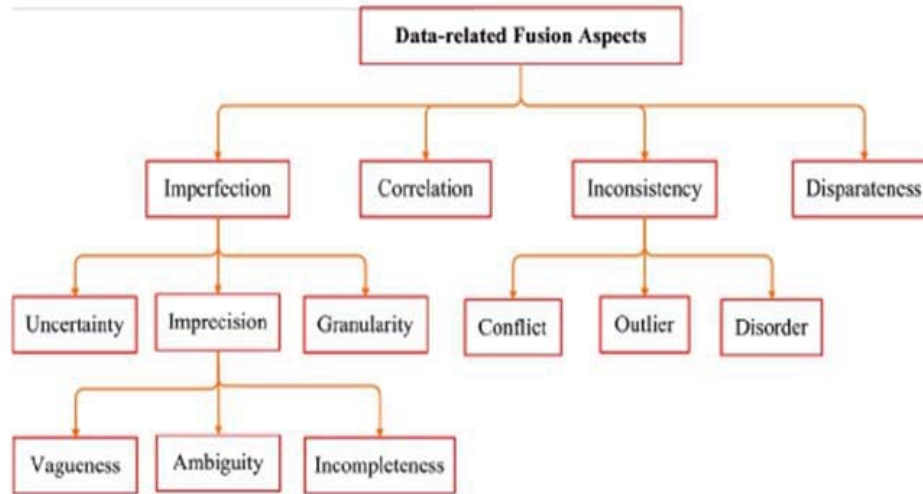 Data-related Fusion Aspects
Imperfection
Correlation
Inconsistency
Disparateness
Uncertainty
Imprecision
Granularity
Conflict
Outlier
Disorder
Vagueness
Ambiguity
Incompleteness